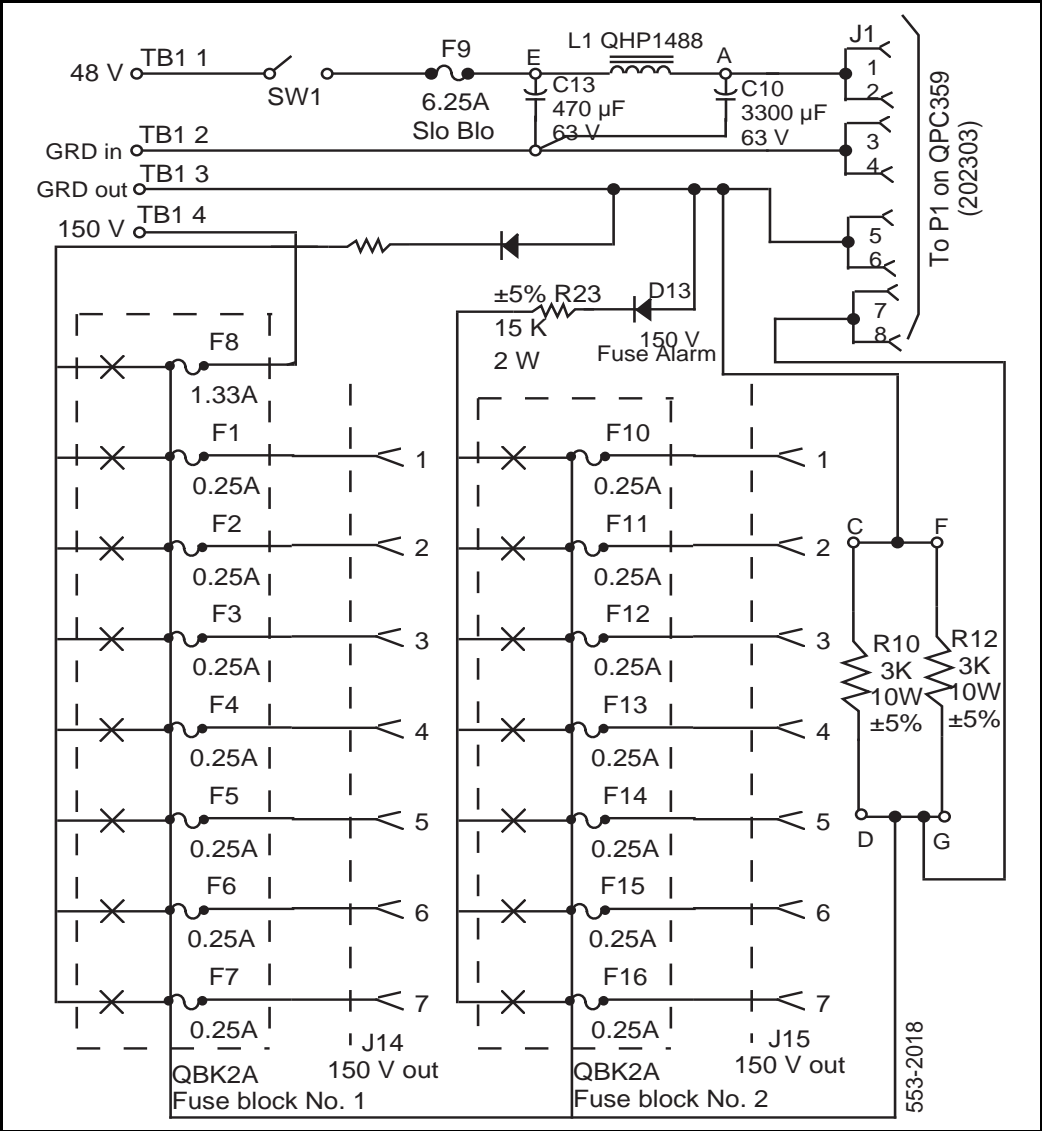 48 V
TB1 1
SW1
F9
6.25A
Slo Blo
E
L1 QHP1488
A
C13
470 µF
63 V
C10
3300 µF
63 V
J1
1
2
3
4
5
6
7
8
To P1 on QPC359
(202303)
GRD in
TB1 2
GRD out
TB1 3
150 V
TB1 4
±5% R23
15 K
2 W
D13
150 V
Fuse Alarm
F8
1.33A
F1
0.25A
1
F2
0.25A
2
F3
0.25A
3
F4
0.25A
4
F5
0.25A
5
F6
0.25A
6
F7
0.25A
7
J14
150 V out
QBK2A
Fuse block No. 1
F10
0.25A
1
F11
0.25A
2
F12
0.25A
3
F13
0.25A
4
F14
0.25A
5
F15
0.25A
6
F16
0.25A
7
J15
150 V out
QBK2A
Fuse block No. 2
C
F
R10
3K
10W
±5%
R12
3K
10W
±5%
D
G
553-2018